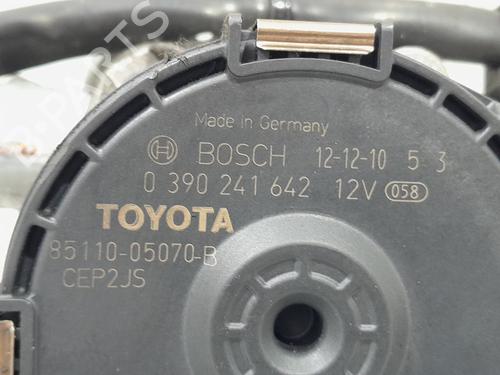 Made in Germany
BOSCH 12-12-10 5 3
0 390 241 642 12V 058
TOYOTA
85110-05070-B
CEP2JS
PARTS